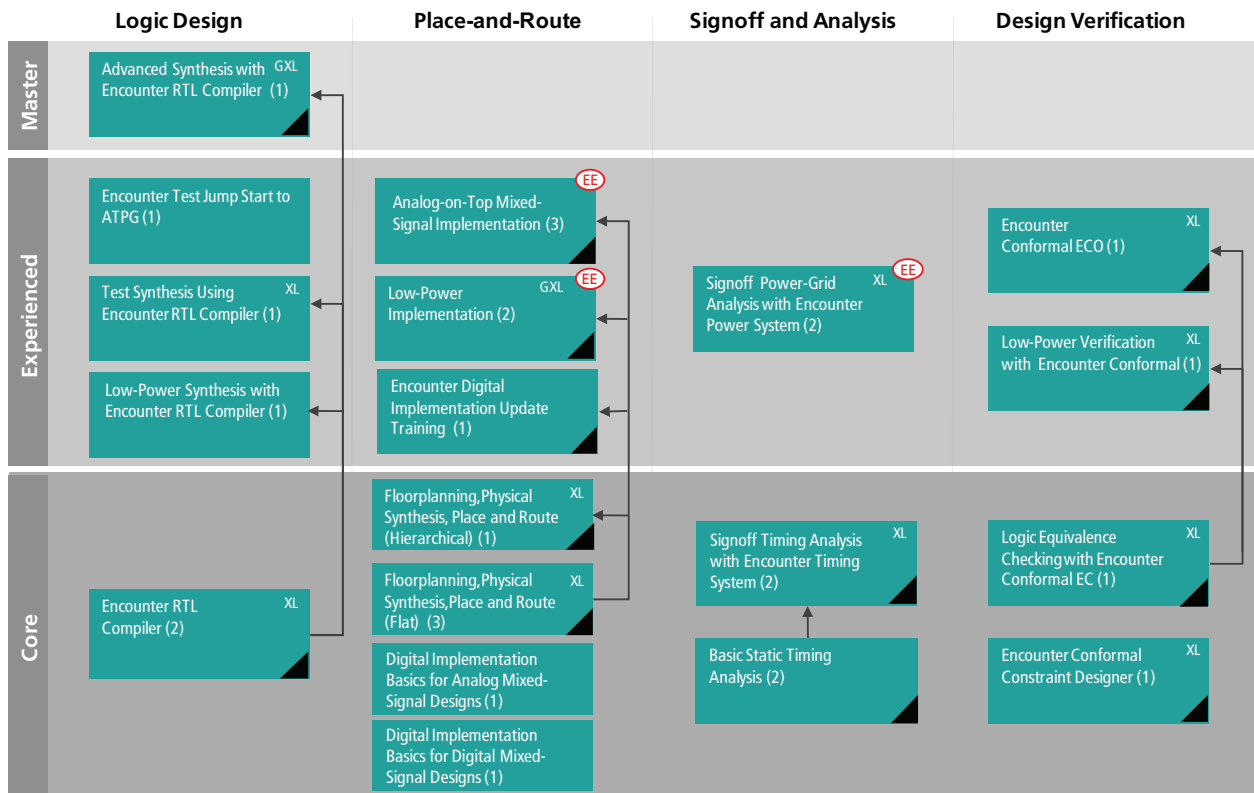 Logic Design
Place-and-Route
Signoff and Analysis
Design Verification
Master
Advanced Synthesis with GXL
Encounter RTL Compiler (1)
Experienced
Encounter Test Jump Start to
ATPG (1)
Test Synthesis Using XL
Encounter RTL Compiler (1)
Low-Power Synthesis with
Encounter RTL Compiler (1)
EE
Analog-on-Top Mixed-
Signal Implementation (3)
EE
Low-Power GXL
Implementation (2)
Encounter Digital
Implementation Update
Training (1)
EE
Signoff Power-Grid XL
Analysis with Encounter
Power System (2)
Encounter XL
Conformal ECO (1)
Low-Power Verification XL
with Encounter Conformal (1)
Core
Encounter RTL XL
Compiler (2)
Floorplanning,Physical XL
Synthesis, Place and Route
(Hierarchical) (1)
Floorplanning,Physical XL
Synthesis,Place and Route
(Flat) (3)
Digital Implementation
Basics for Analog Mixed-
Signal Designs (1)
Digital Implementation
Basics for Digital Mixed-
Signal Designs (1)
Signoff Timing Analysis XL
with Encounter Timing
System (2)
Basic Static Timing
Analysis (2)
Logic Equivalence XL
Checking with Encounter
Conformal EC (1)
Encounter Conformal XL
Constraint Designer (1)